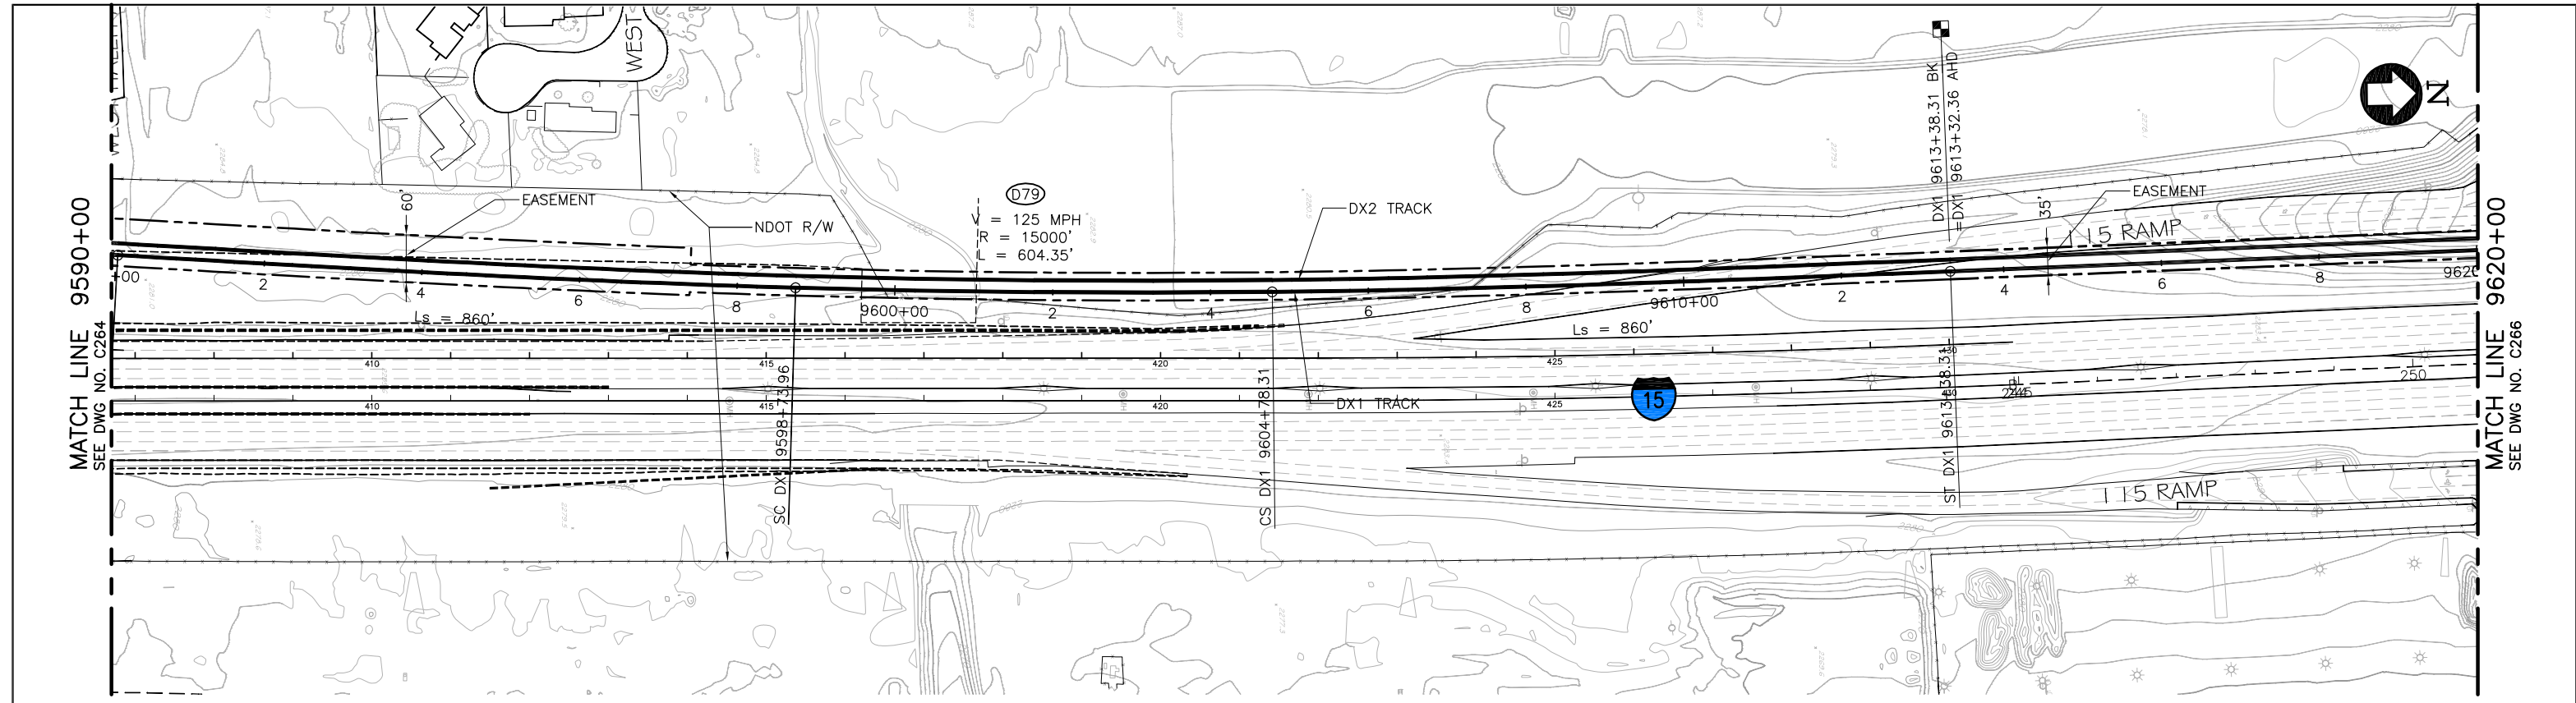 MATCH LINE 9590+00
SEE DWG NO. C264
WEST
60'
EASEMENT
NDOT R/W
D79
V = 125 MPH
R = 15000'
L = 604.35'
DX2 TRACK
DX1 9613+38.31 BK
=DX1 9613+32.36 AHD
EASEMENT
35'
I 15 RAMP
N
+00
2
4
6
8
9600+00
2
4
6
8
9610+00
2
4
6
8
9620
Ls = 860'
Ls = 860'
410
415
420
425
430
410
415
420
425
430
245
250
15
DX1 TRACK
SC DX1 9598+73.96
CS DX1 9604+78.31
ST DX1 9613+38.31
I 15 RAMP
MATCH LINE 9620+00
SEE DWG NO. C266